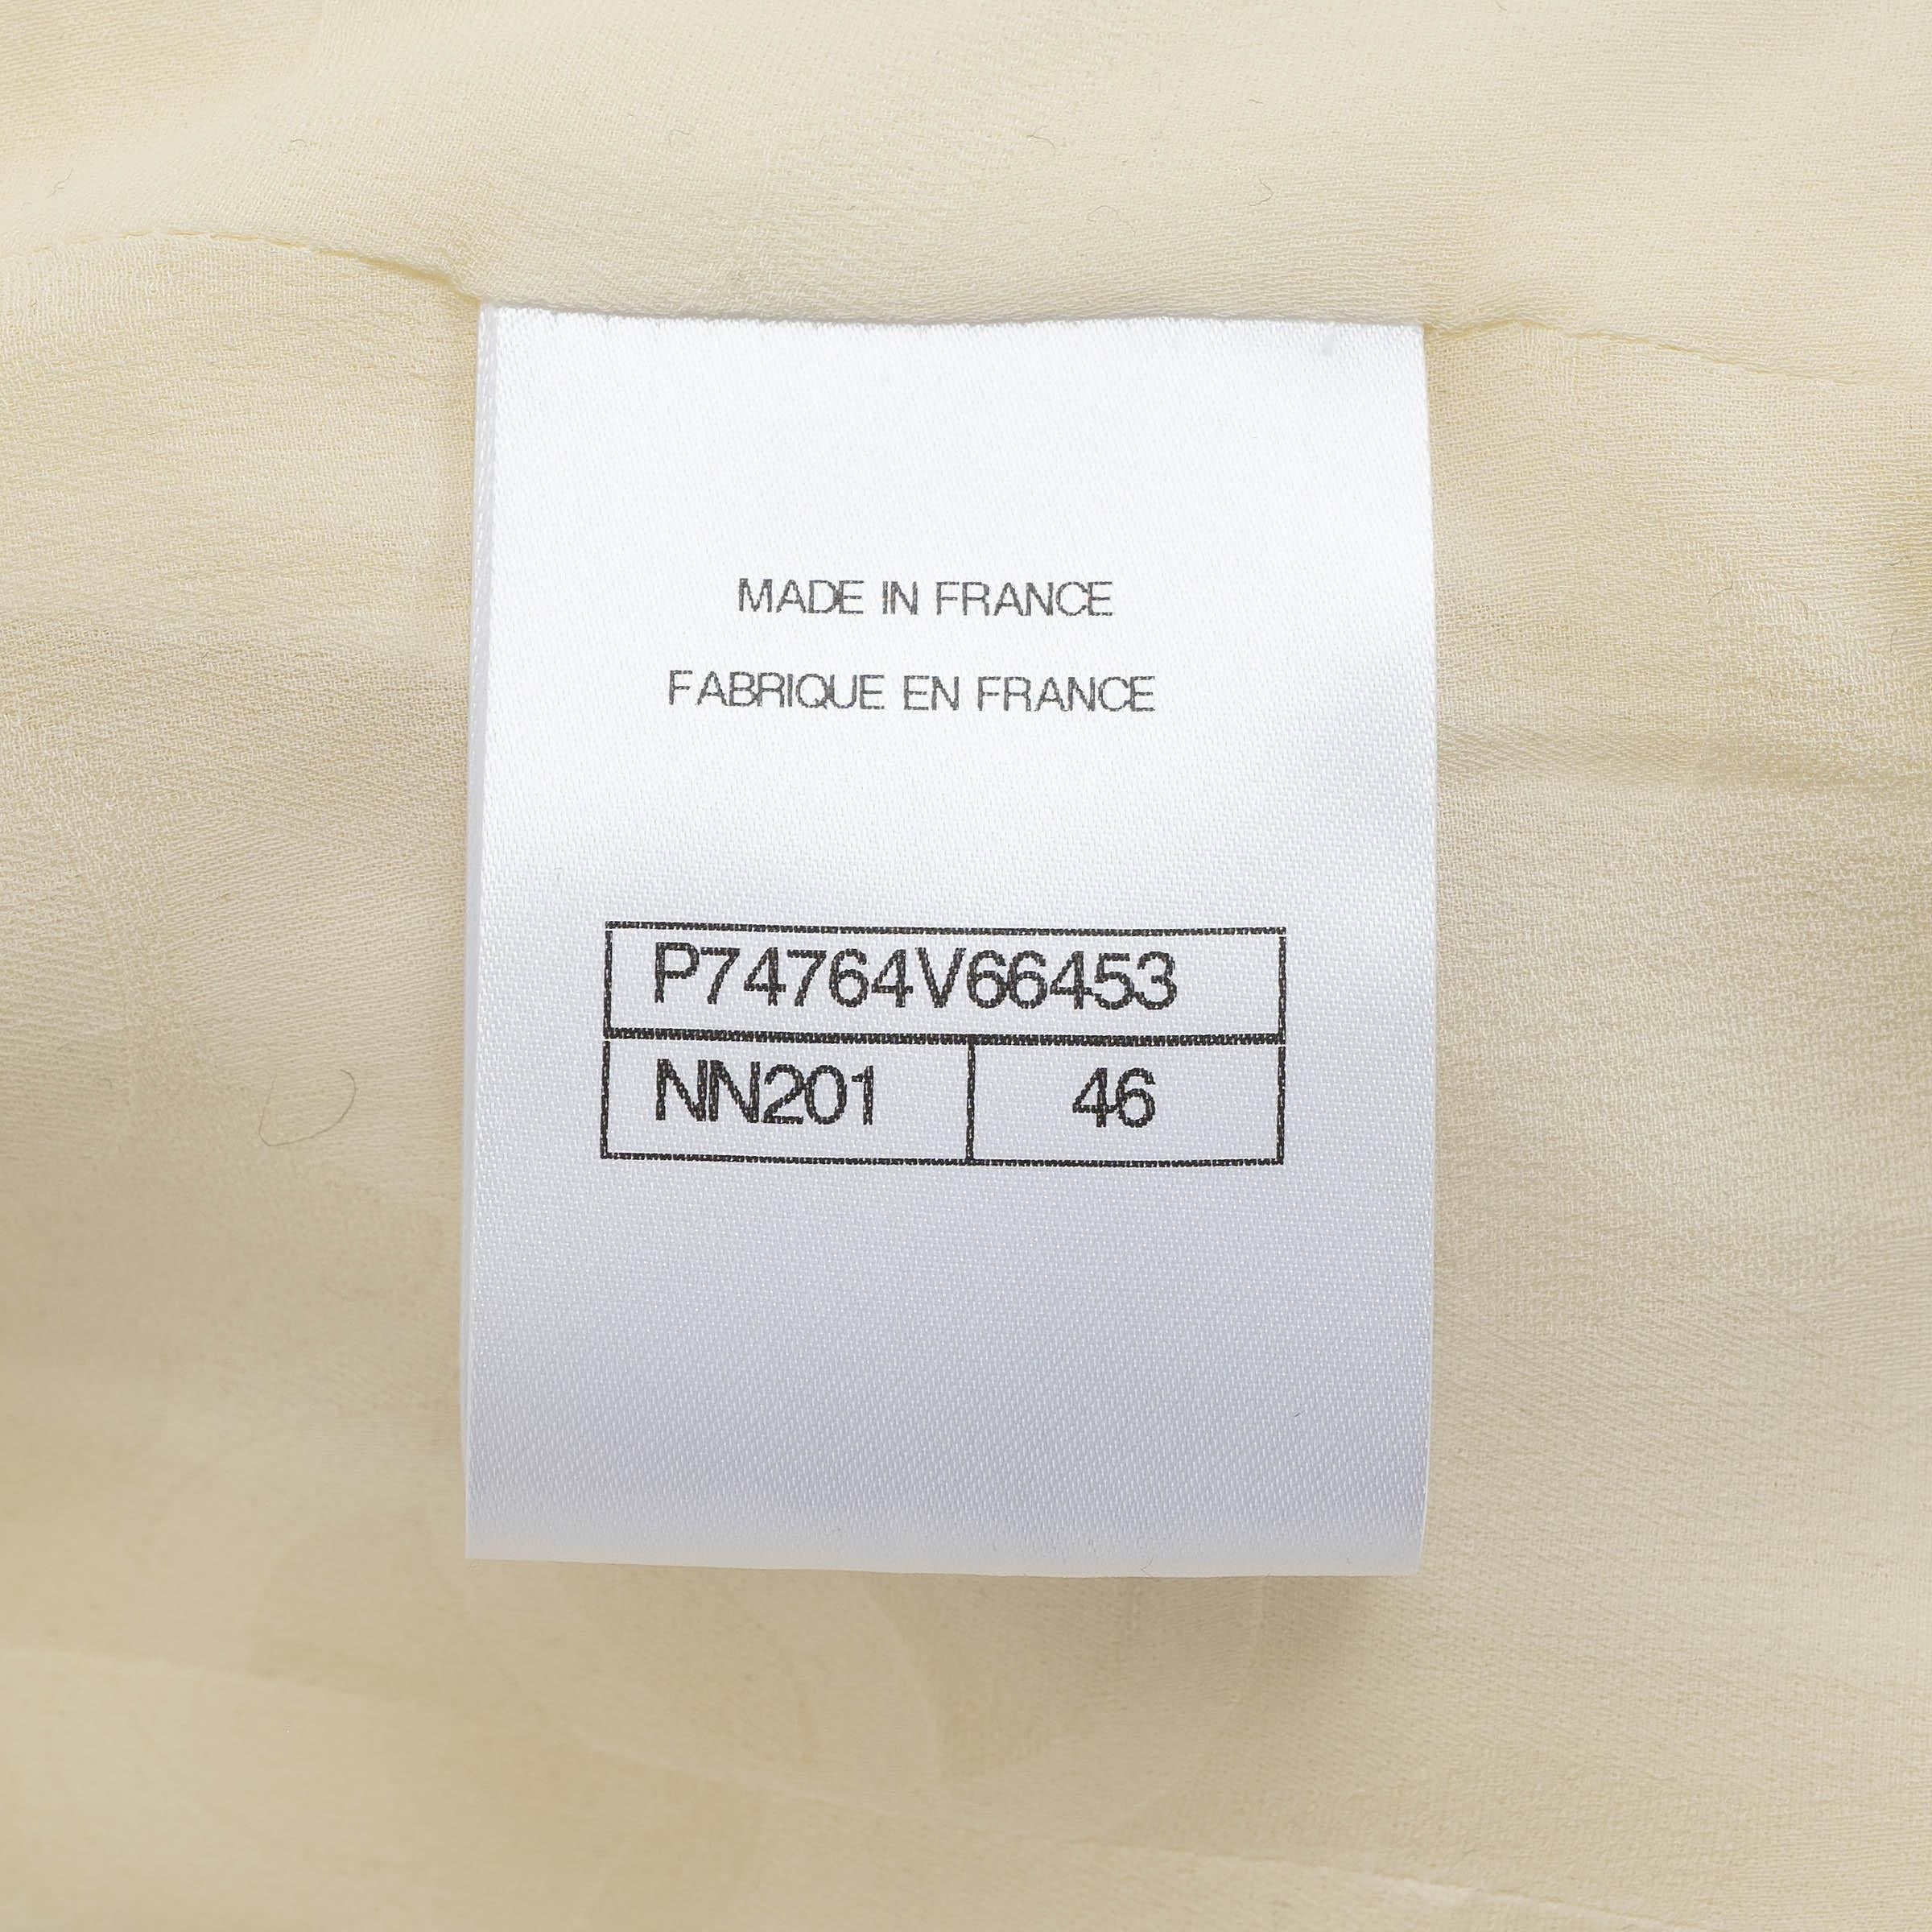 MADE IN FRANCE
FABRIQUE EN FRANCE
P74764V66453
NN201 46